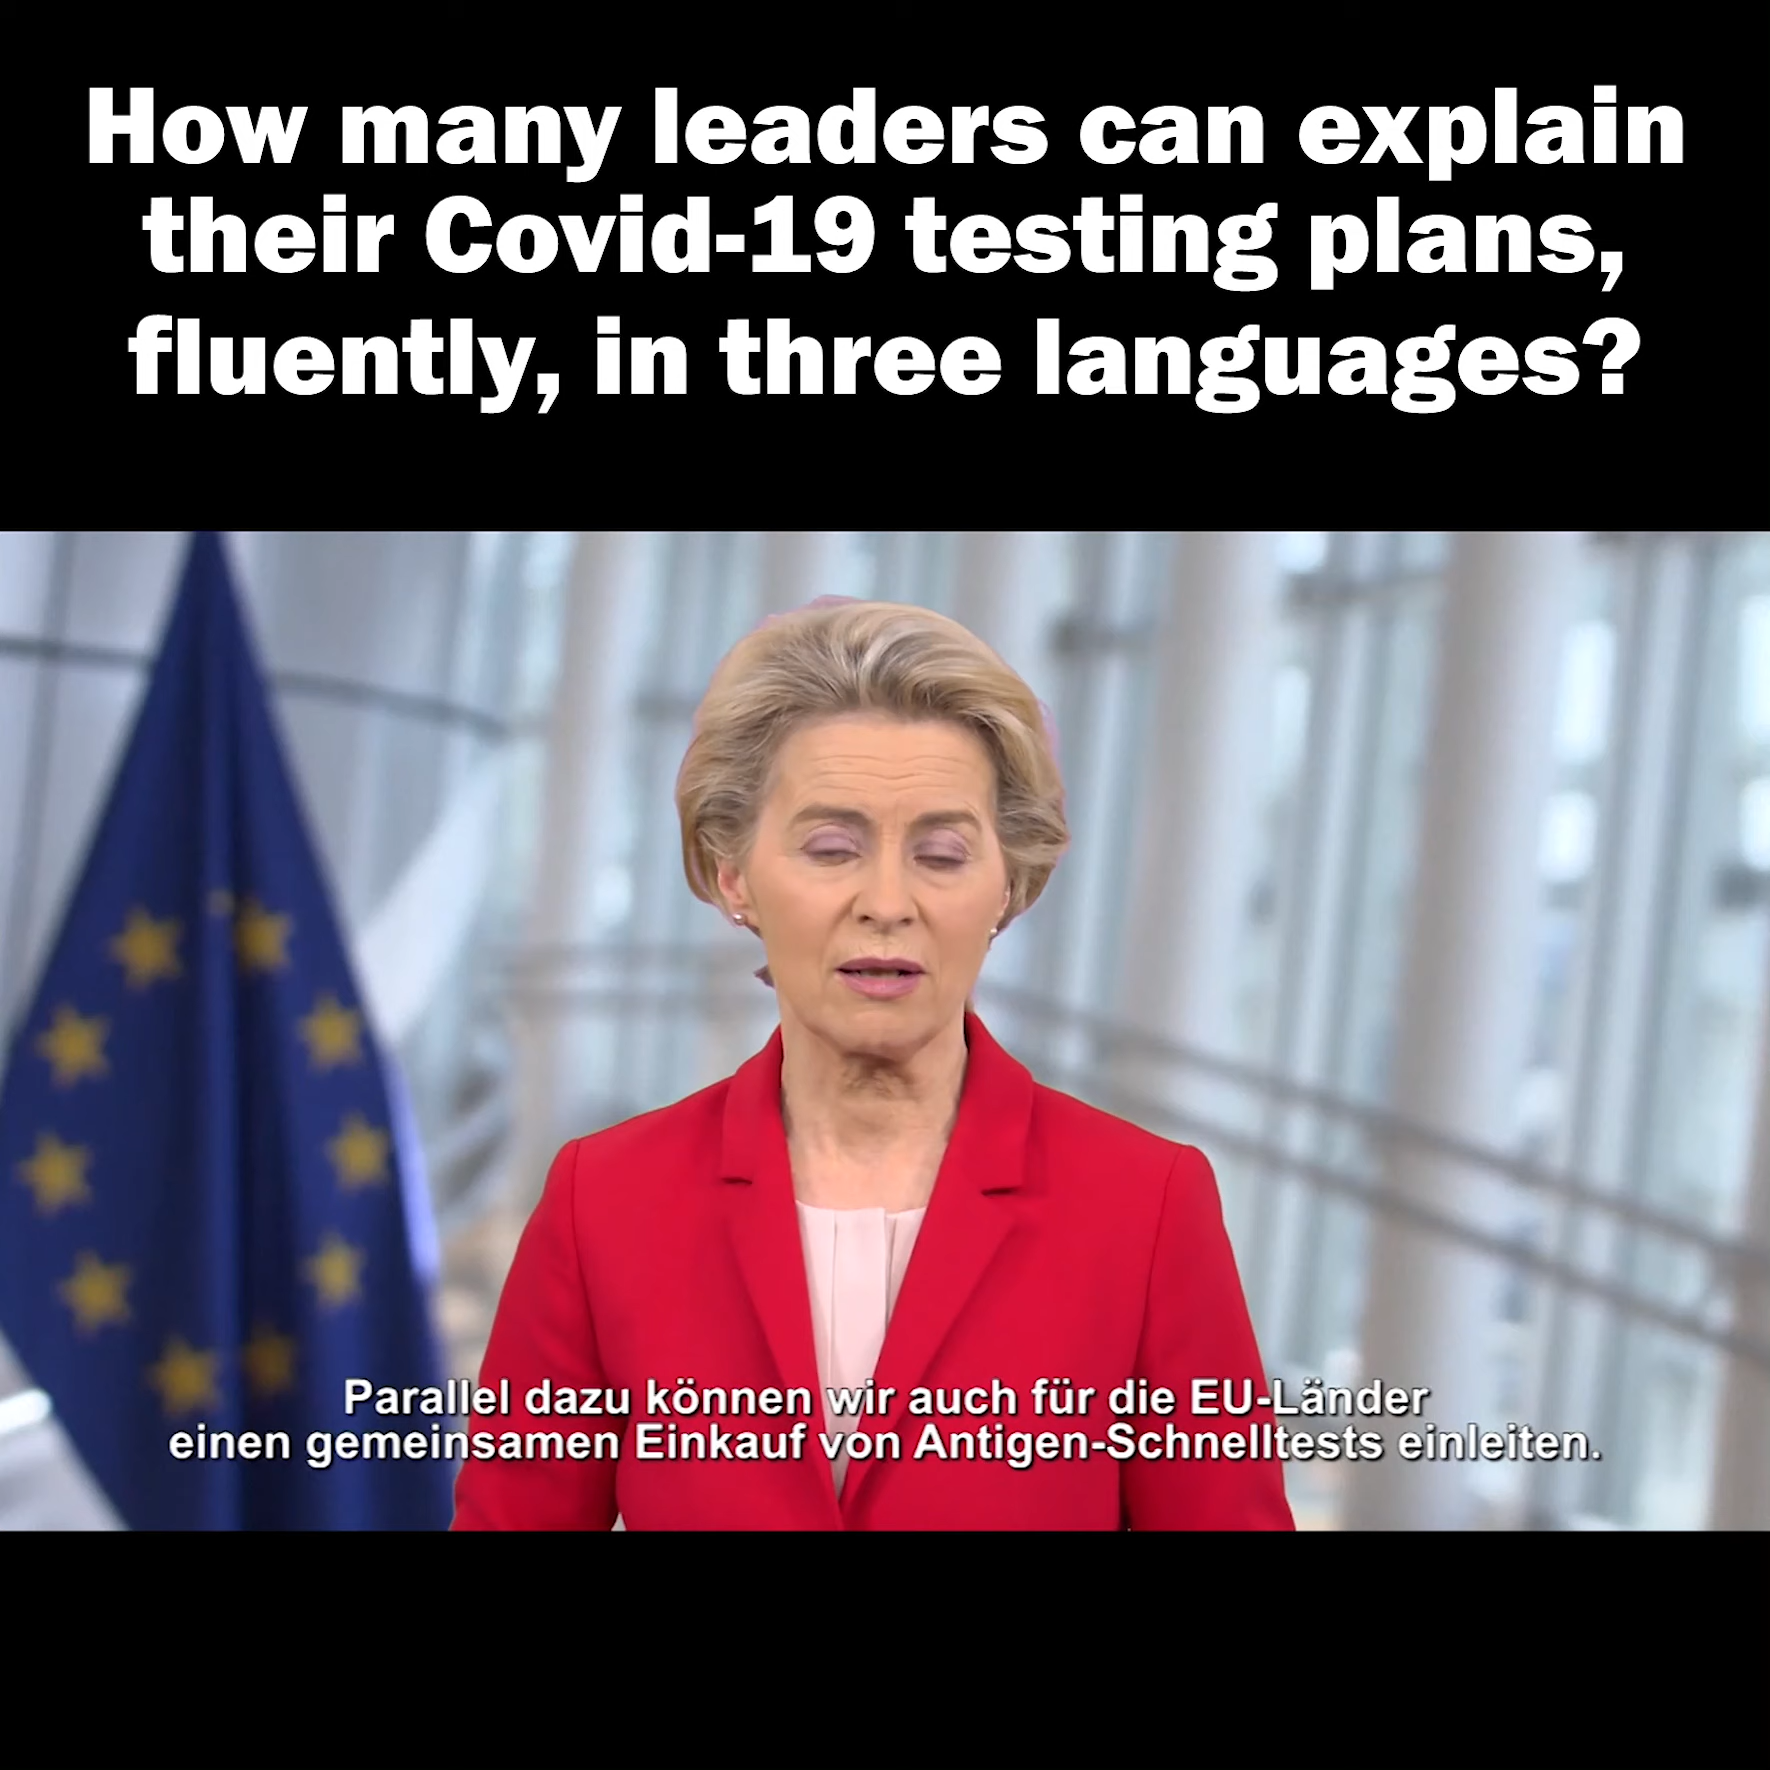 How many leaders can explain
their Covid-19 testing plans,
fluently, in three languages?
Parallel dazu können wir auch für die EU-Länder
einen gemeinsamen Einkauf von Antigen-Schnelltests einleiten.